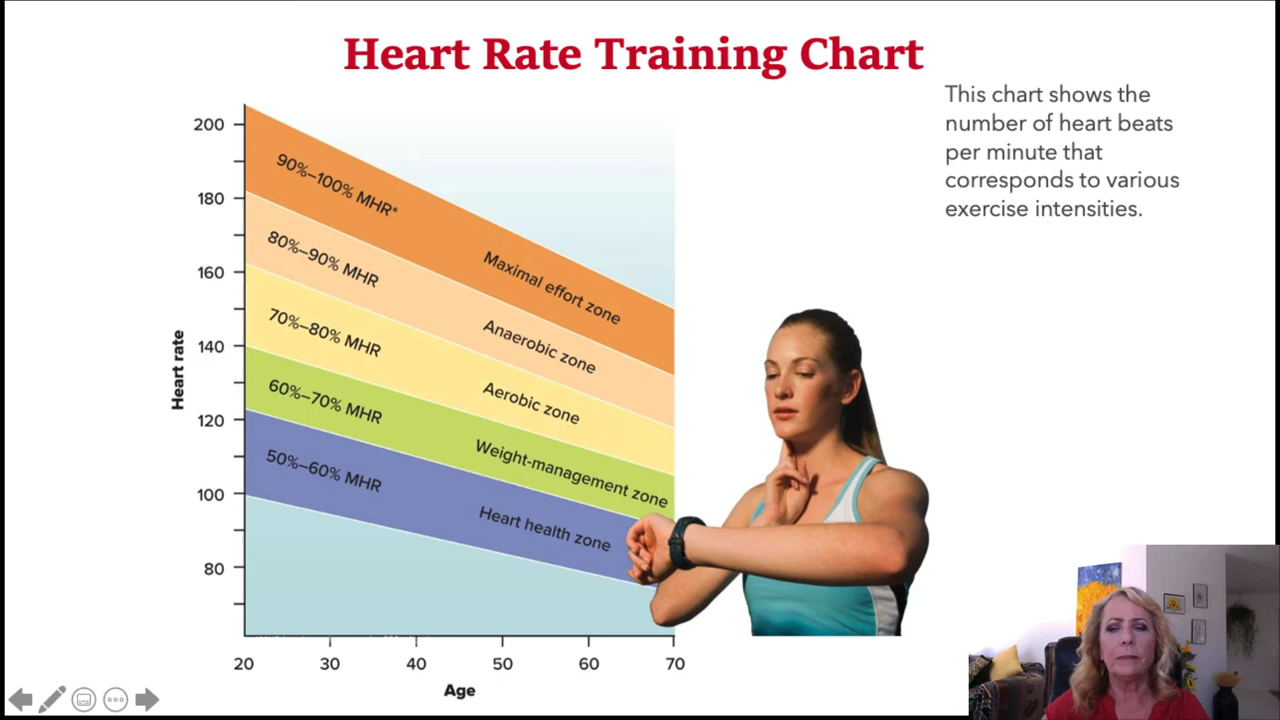 Heart Rate Training Chart
This chart shows the
number of heart beats
per minute that
corresponds to various
exercise intensities.
200
180
160
140
120
100
80
Heart rate
90%–100% MHR*
Maximal effort zone
80%–90% MHR
Anaerobic zone
70%–80% MHR
Aerobic zone
60%–70% MHR
Weight-management zone
50%–60% MHR
Heart health zone
20 30 40 50 60 70
Age